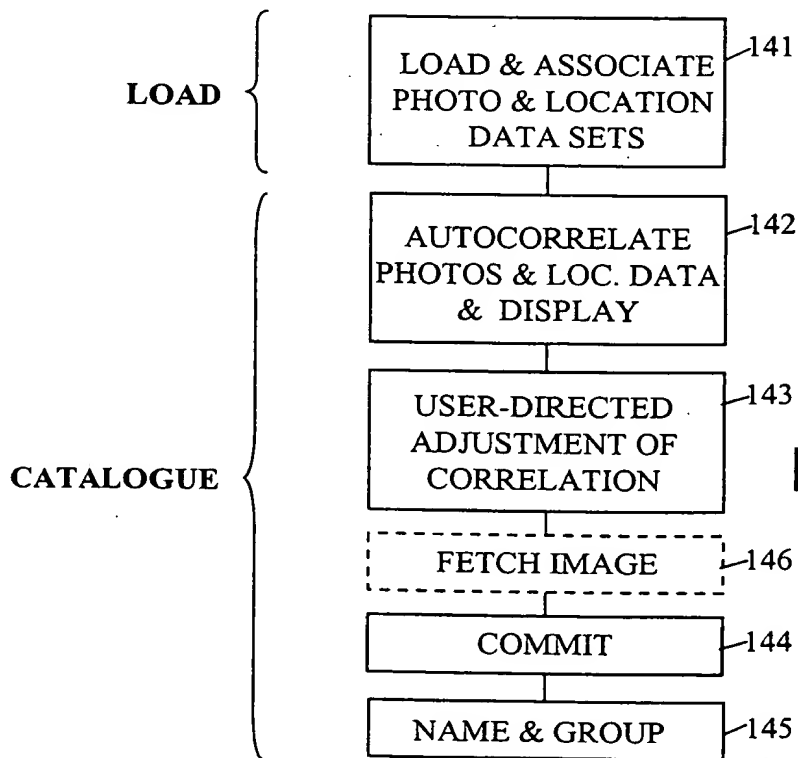 141
LOAD & ASSOCIATE
PHOTO & LOCATION
DATA SETS
LOAD
142
AUTOCORRELATE
PHOTOS & LOC. DATA
& DISPLAY
143
USER-DIRECTED
ADJUSTMENT OF
CORRELATION
CATALOGUE
FETCH IMAGE
146
COMMIT
144
NAME & GROUP
145